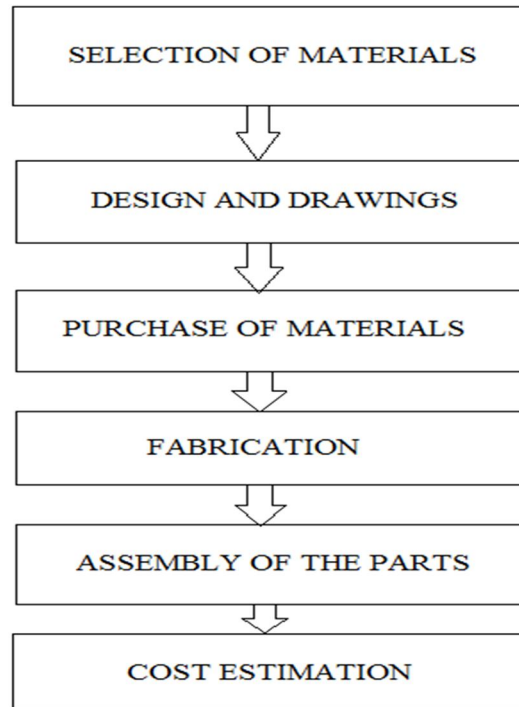 SELECTION OF MATERIALS
DESIGN AND DRAWINGS
PURCHASE OF MATERIALS
FABRICATION
ASSEMBLY OF THE PARTS
COST ESTIMATION